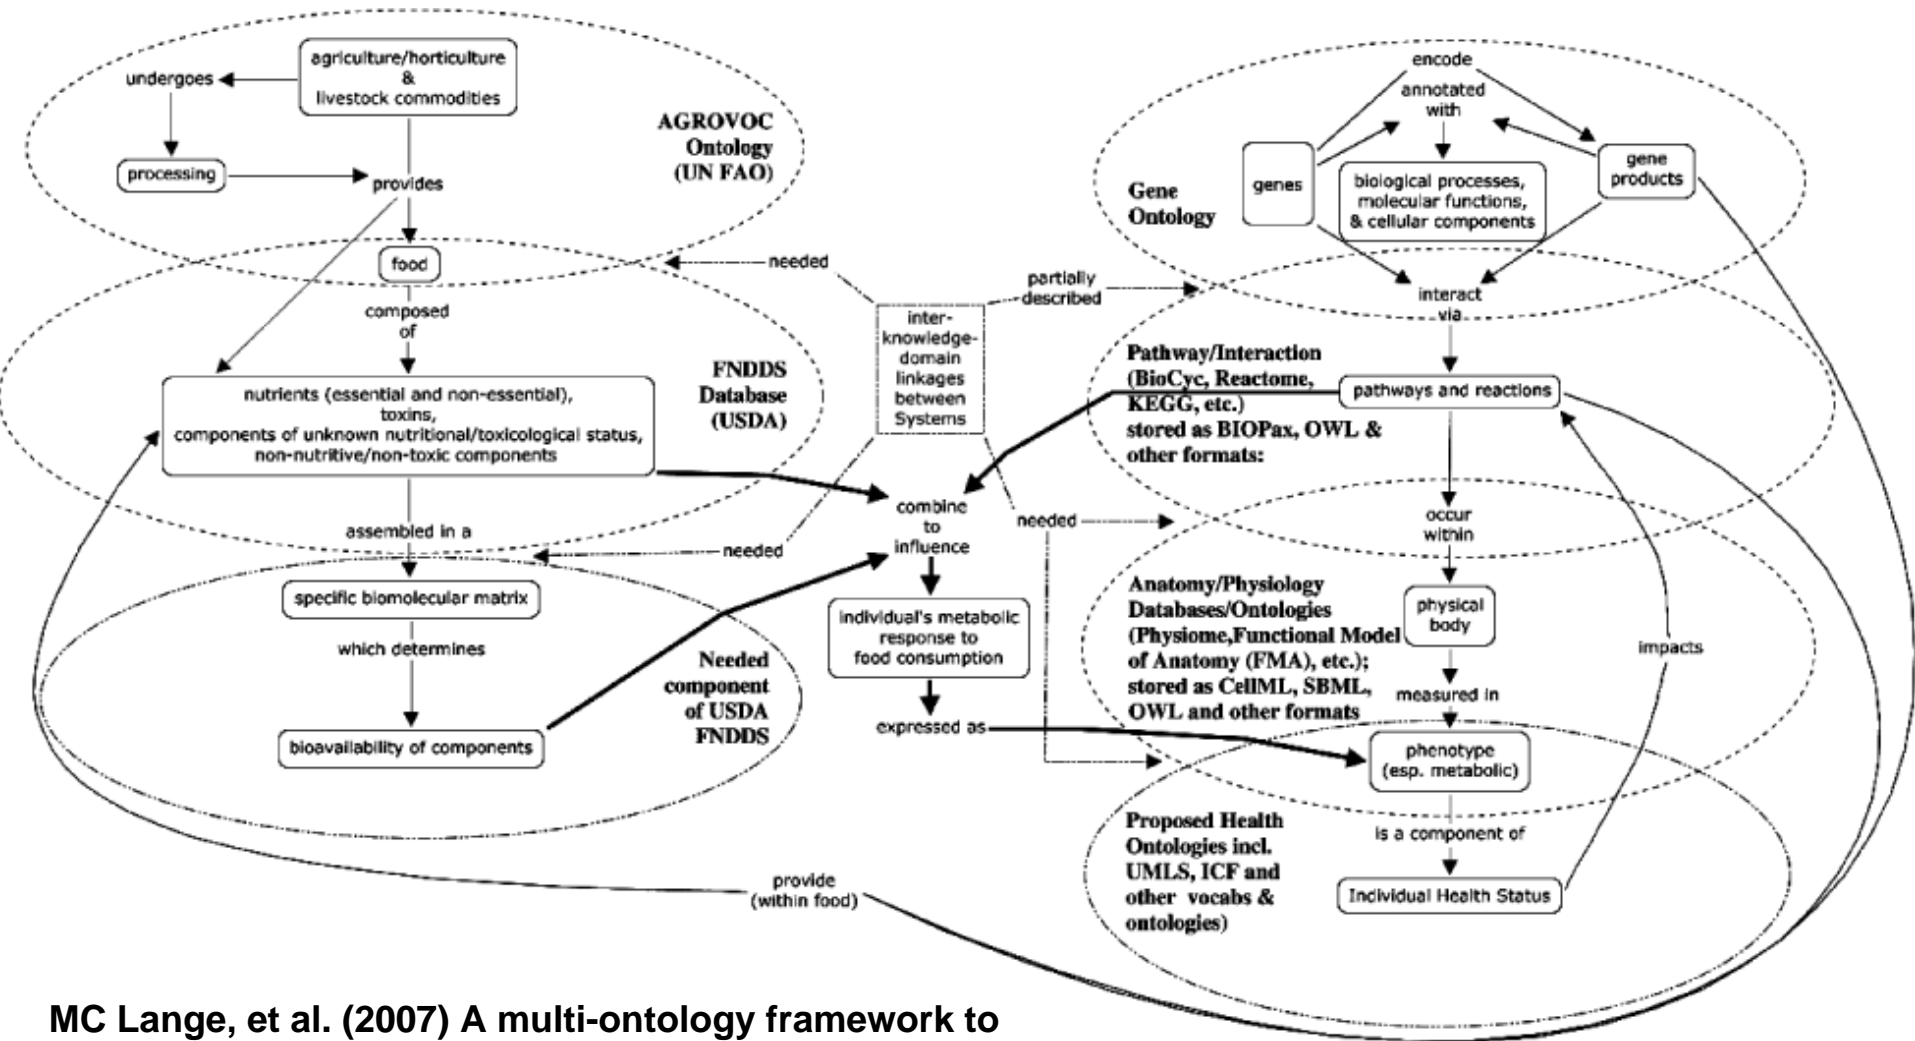 agriculture/horticulture
&
livestock commodities
undergoes
processing
provides
AGROVOC
Ontology
(UN FAO)
food
composed
of
FNDDS
Database
(USDA)
nutrients (essential and non-essential),
toxins,
components of unknown nutritional/toxicological status,
non-nutritive/non-toxic components
assembled in a
specific biomolecular matrix
which determines
bioavailability of components
Needed
component
of USDA
FNDDS
needed
partially
described
inter-
knowledge-
domain
linkages
between
Systems
needed
needed
combine
to
influence
individual's metabolic
response to
food consumption
expressed as
provide
(within food)
encode
annotated
with
genes
gene
products
biological processes,
molecular functions,
& cellular components
Gene
Ontology
interact
via
Pathway/Interaction
(BioCyc, Reactome,
KEGG, etc.)
stored as BIOPax, OWL &
other formats:
pathways and reactions
occur
within
Anatomy/Physiology
Databases/Ontologies
(Physiome,Functional Model
of Anatomy (FMA), etc.);
stored as CellML, SBML,
OWL and other formats
physical
body
impacts
measured in
phenotype
(esp. metabolic)
Proposed Health
Ontologies incl.
UMLS, ICF and
other vocabs &
ontologies)
is a component of
Individual Health Status
MC Lange, et al. (2007) A multi-ontology framework to